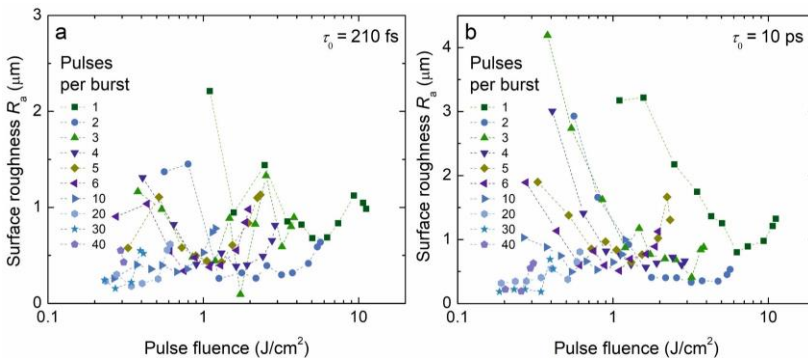 a
τ₀ = 210 fs
Pulses
per burst
1
2
3
4
5
6
10
20
30
40
Surface roughness Rₐ (μm)
3
2
1
0
0.1
1
10
Pulse fluence (J/cm²)
b
τ₀ = 10 ps
Pulses
per burst
1
2
3
4
5
6
10
20
30
40
Surface roughness Rₐ (μm)
4
3
2
1
0
0.1
1
10
Pulse fluence (J/cm²)